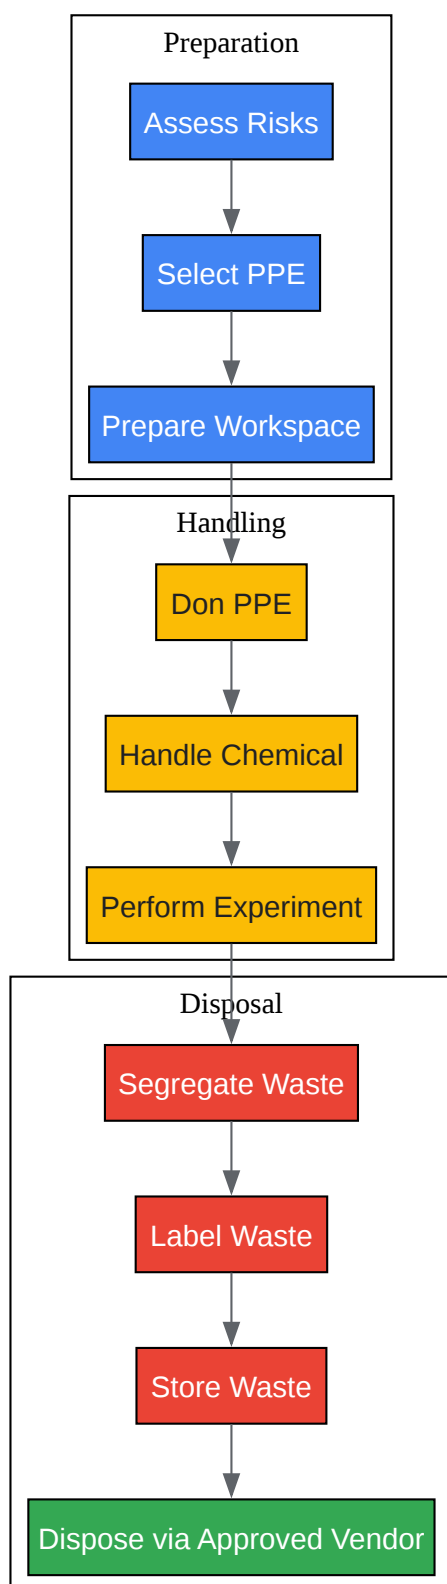 Preparation
Assess Risks
Select PPE
Prepare Workspace
Handling
Don PPE
Handle Chemical
Perform Experiment
Disposal
Segregate Waste
Label Waste
Store Waste
Dispose via Approved Vendor